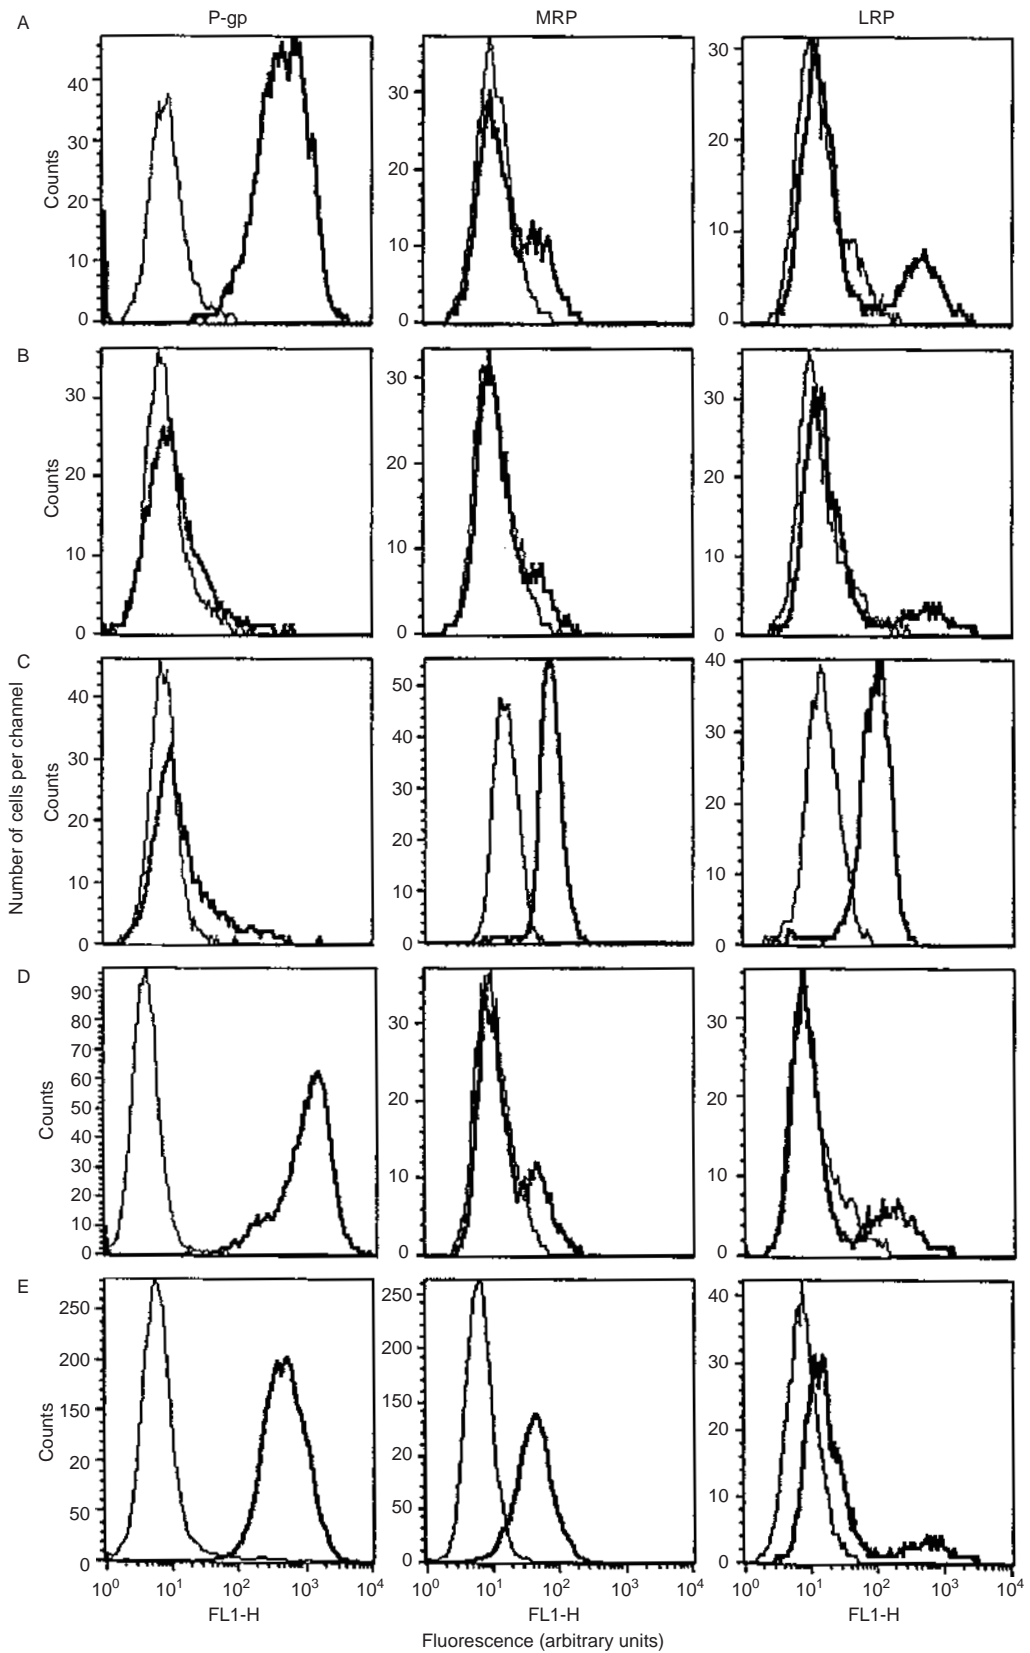 A P-gp MRP LRP
40 30 20 10 0
Counts
30 20 10 0
30 20 10 0
B
30 20 10 0
Counts
30 20 10 0
30 20 10 0
C
40 30 20 10 0
Counts
50 40 30 20 10 0
40 30 20 10 0
Number of cells per channel
D
90 80 70 60 50 40 30 20 10 0
Counts
30 20 10 0
30 20 10 0
E
250 200 150 20 50 0
Counts
250 200 150 20 50 0
40 30 20 10 0
10⁰ 10¹ 10² 10³ 10⁴ 10⁰ 10¹ 10² 10³ 10⁴ 10⁰ 10¹ 10² 10³ 10⁴
FL1-H FL1-H FL1-H
Fluorescence (arbitrary units)